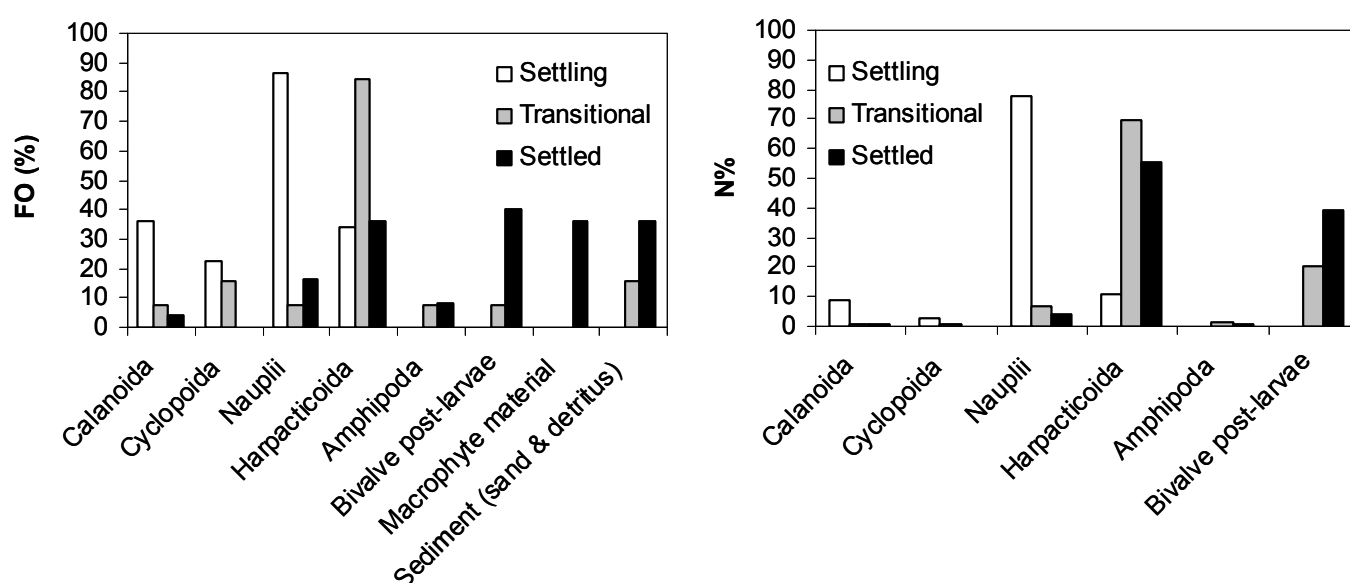 FO (%)
100
90
80
70
60
50
40
30
20
10
0
Settling
Transitional
Settled
Calanoida
Cyclopoida
Nauplii
Harpacticoida
Amphipoda
Bivalve post-larvae
Macrophyte material
Sediment (sand & detritus)
N%
100
90
80
70
60
50
40
30
20
10
0
Settling
Transitional
Settled
Calanoida
Cyclopoida
Nauplii
Harpacticoida
Amphipoda
Bivalve post-larvae